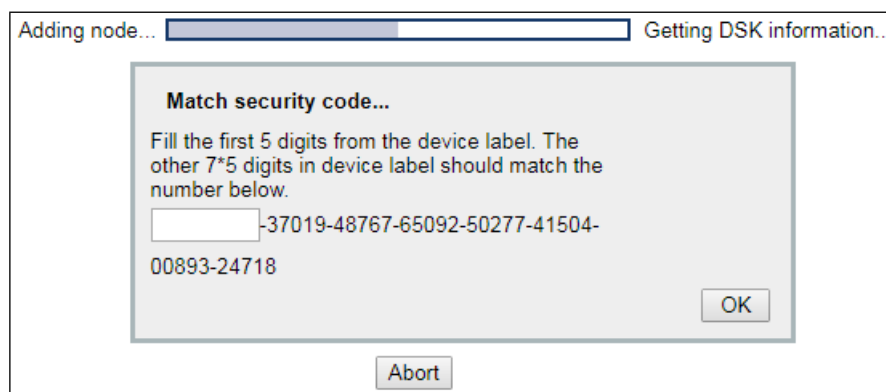 Adding node... Getting DSK information..
Match security code...
Fill the first 5 digits from the device label. The
other 7*5 digits in device label should match the
number below.
-37019-48767-65092-50277-41504-
00893-24718
OK
Abort